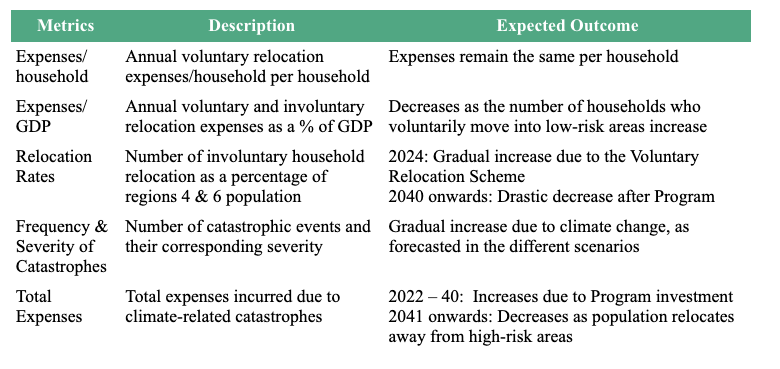 Metrics Description Expected Outcome
Expenses/ Annual voluntary relocation Expenses remain the same per household
household expenses/household per household
Expenses/ Annual voluntary and involuntary Decreases as the number of households who
GDP relocation expenses as a % of GDP voluntarily move into low-risk areas increase
Relocation Number of involuntary household 2024: Gradual increase due to the Voluntary
Rates relocation as a percentage of Relocation Scheme
regions 4 & 6 population 2040 onwards: Drastic decrease after Program
Frequency & Number of catastrophic events and Gradual increase due to climate change, as
Severity of their corresponding severity forecasted in the different scenarios
Catastrophes
Total Total expenses incurred due to 2022 – 40: Increases due to Program investment
Expenses climate-related catastrophes 2041 onwards: Decreases as population relocates
away from high-risk areas